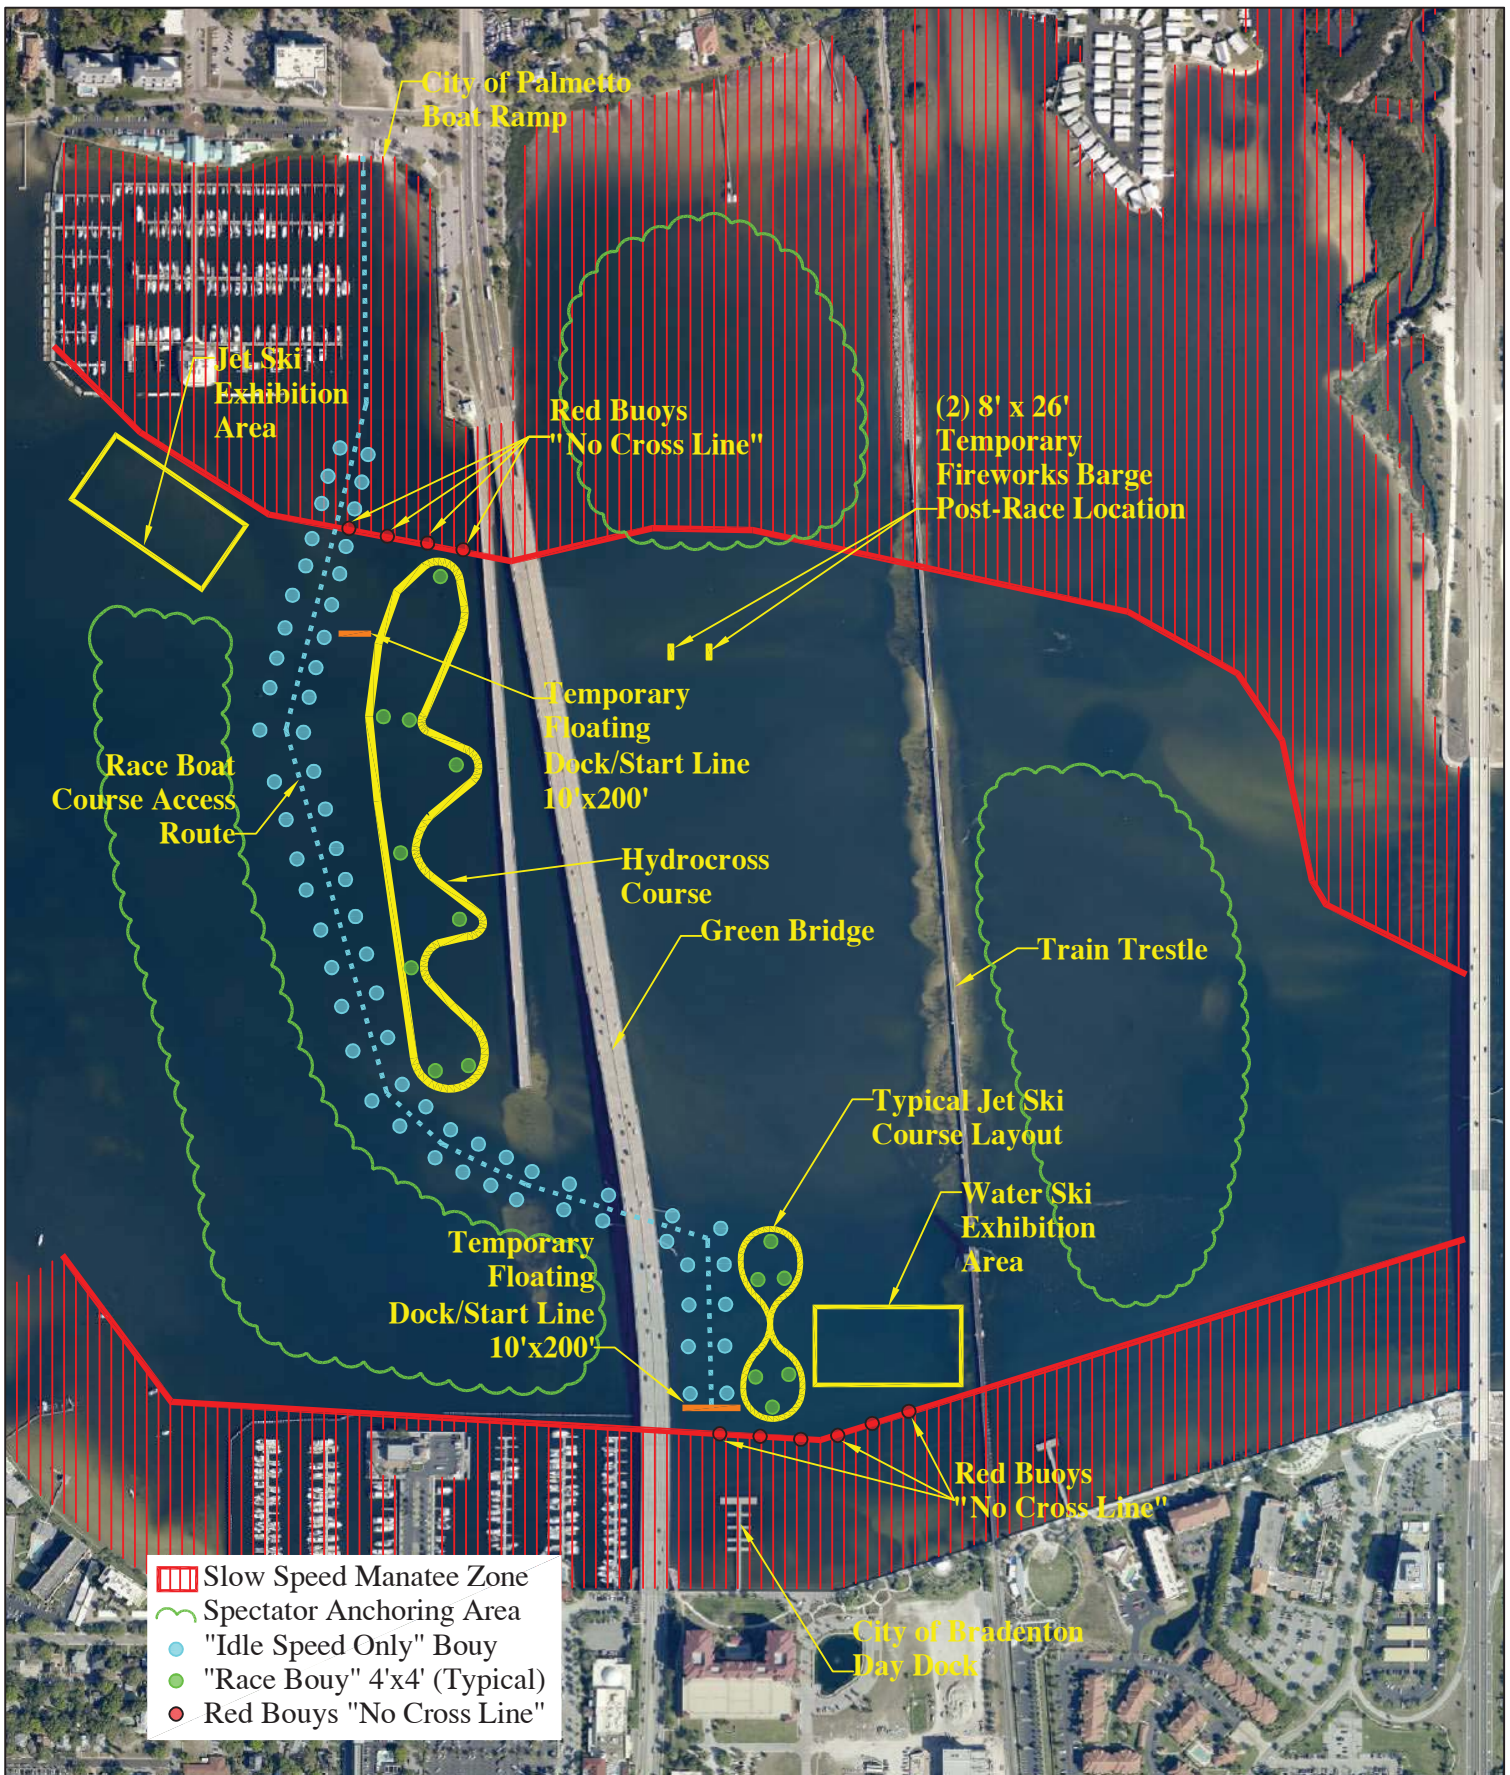 City of Palmetto
Boat Ramp
Jet Ski
Exhibition
Area
Red Buoys
"No Cross Line"
(2) 8' x 26'
Temporary
Fireworks Barge
Post-Race Location
Temporary
Floating
Dock/Start Line
10'x200'
Race Boat
Course Access
Route
Hydrocross
Course
Green Bridge
Train Trestle
Typical Jet Ski
Course Layout
Water Ski
Exhibition
Area
Temporary
Floating
Dock/Start Line
10'x200'
Red Buoys
"No Cross Line"
City of Bradenton
Day Dock
Slow Speed Manatee Zone
Spectator Anchoring Area
"Idle Speed Only" Bouy
"Race Bouy" 4'x4' (Typical)
Red Bouys "No Cross Line"